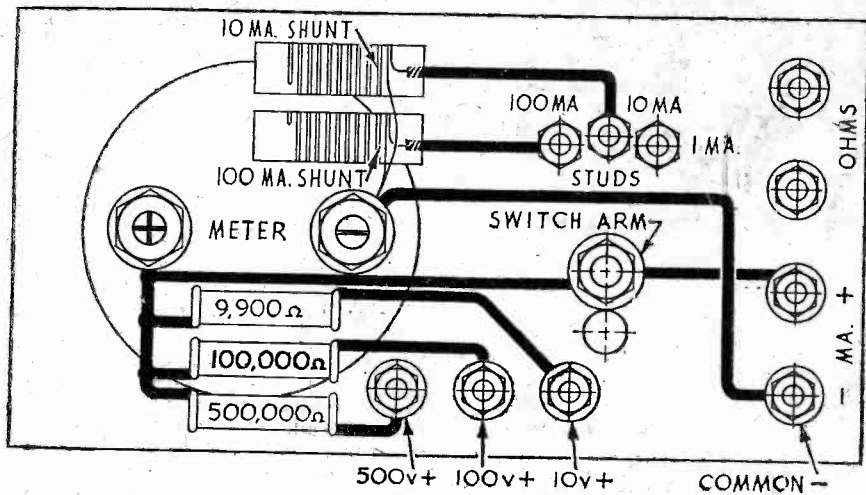 10 MA. SHUNT
100 MA
10 MA
1 MA.
OHMS
100 MA. SHUNT
STUDS
METER
SWITCH ARM
+
−
9,900Ω
100,000Ω
500,000Ω
+
MA.
−
500V+
100V+
10V+
COMMON−